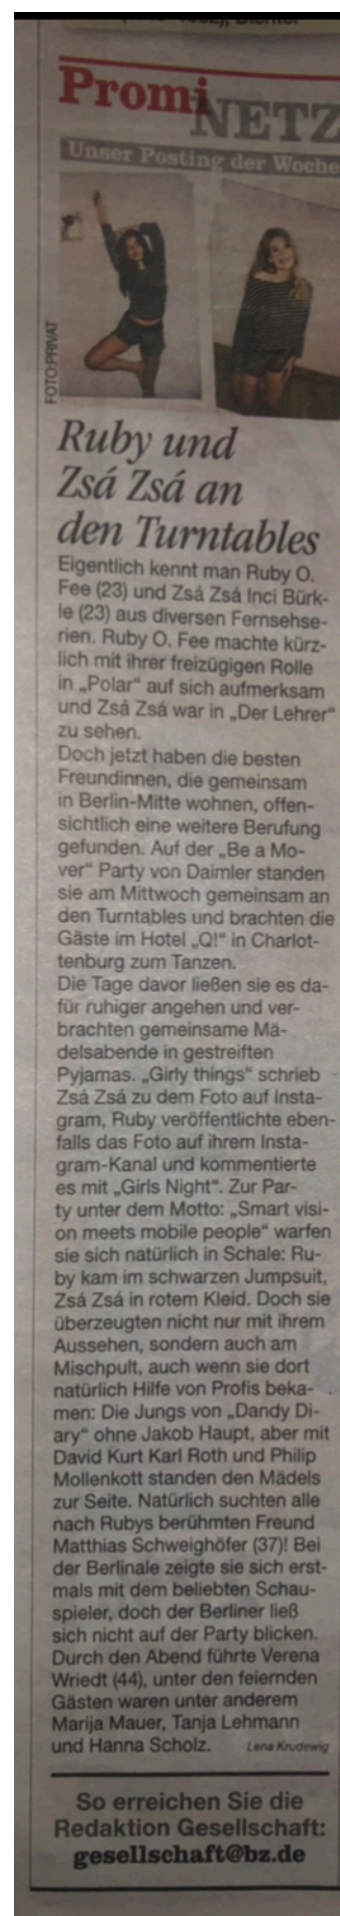 Promi
NETZ
Unser Posting der Woche
FOTO:PRIVAT
Ruby und
Zsá Zsá an
den Turntables
Eigentlich kennt man Ruby O.
Fee (23) und Zsá Zsá Inci Bürk-
le (23) aus diversen Fernsehse-
rien. Ruby O. Fee machte kürz-
lich mit ihrer freizügigen Rolle
in „Polar“ auf sich aufmerksam
und Zsá Zsá war in „Der Lehrer“
zu sehen.
Doch jetzt haben die besten
Freundinnen, die gemeinsam
in Berlin-Mitte wohnen, offen-
sichtlich eine weitere Berufung
gefunden. Auf der „Be a Mo-
ver“ Party von Daimler standen
sie am Mittwoch gemeinsam an
den Turntables und brachten die
Gäste im Hotel „Q!“ in Charlot-
tenburg zum Tanzen.
Die Tage davor ließen sie es da-
für ruhiger angehen und ver-
brachten gemeinsame Mä-
delsabende in gestreiften
Pyjamas. „Girly things“ schrieb
Zsá Zsá zu dem Foto auf Insta-
gram, Ruby veröffentlichte eben-
falls das Foto auf ihrem Insta-
gram-Kanal und kommentierte
es mit „Girls Night“. Zur Par-
ty unter dem Motto: „Smart visi-
on meets mobile people“ warfen
sie sich natürlich in Schale: Ru-
by kam im schwarzen Jumpsuit,
Zsá Zsá in rotem Kleid. Doch sie
überzeugten nicht nur mit ihrem
Aussehen, sondern auch am
Mischpult, auch wenn sie dort
natürlich Hilfe von Profis beka-
men: Die Jungs von „Dandy Di-
ary“ ohne Jakob Haupt, aber mit
David Kurt Karl Roth und Philip
Mollenkott standen den Mädels
zur Seite. Natürlich suchten alle
nach Rubys berühmten Freund
Matthias Schweighöfer (37)! Bei
der Berlinale zeigte sie sich erst-
mals mit dem beliebten Schau-
spieler, doch der Berliner ließ
sich nicht auf der Party blicken.
Durch den Abend führte Verena
Wriedt (44), unter den feiernden
Gästen waren unter anderem
Marija Mauer, Tanja Lehmann
und Hanna Scholz. Lena Krudewig
So erreichen Sie die
Redaktion Gesellschaft:
gesellschaft@bz.de